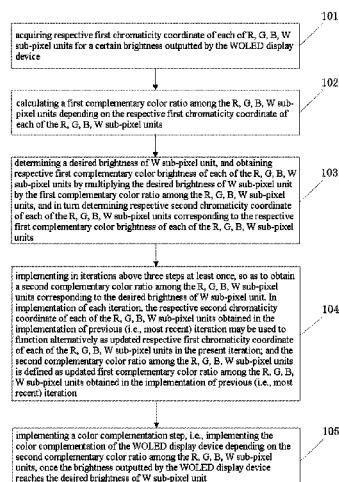 101
acquiring respective first chromaticity coordinate of each of R, G, B, W
sub-pixel units for a certain brightness outputted by the WOLED display
device
102
calculating a first complementary color ratio among the R, G, B, W sub-
pixel units depending on the respective first chromaticity coordinate of
each of the R, G, B, W sub-pixel units
determining a desired brightness of W sub-pixel unit, and obtaining
respective first complementary color brightness of each of the R, G, B, W
sub-pixel units by multiplying the desired brightness of W sub-pixel unit
by the first complementary color ratio among the R, G, B, W sub-pixel
units, and in turn determining respective second chromaticity coordinate
of each of the R, G, B, W sub-pixel units corresponding to the respective
first complementary color brightness of each of the R, G, B, W sub-pixel
units
103
implementing in iterations above three steps at least once, so as to obtain
a second complementary color ratio among the R, G, B, W sub-pixel
units corresponding to the desired brightness of W sub-pixel unit. In
implementation of each iteration, the respective second chromaticity
coordinate of each of the R, G, B, W sub-pixel units obtained in the
implementation of previous (i.e., most recent) iteration may be used to
function alternatively as updated respective first chromaticity coordinate
of each of the R, G, B, W sub-pixel units in the present iteration; and the
second complementary color ratio among the R, G, B, W sub-pixel units
is defined as updated first complementary color ratio among the R, G, B,
W sub-pixel units obtained in the implementation of previous (i.e., most
recent) iteration
104
implementing a color complementation step, i.e., implementing the
color complementation of the WOLED display device depending on the
second complementary color ratio among the R, G, B, W sub-pixel
units, once the brightness outputted by the WOLED display device
reaches the desired brightness of W sub-pixel unit
105